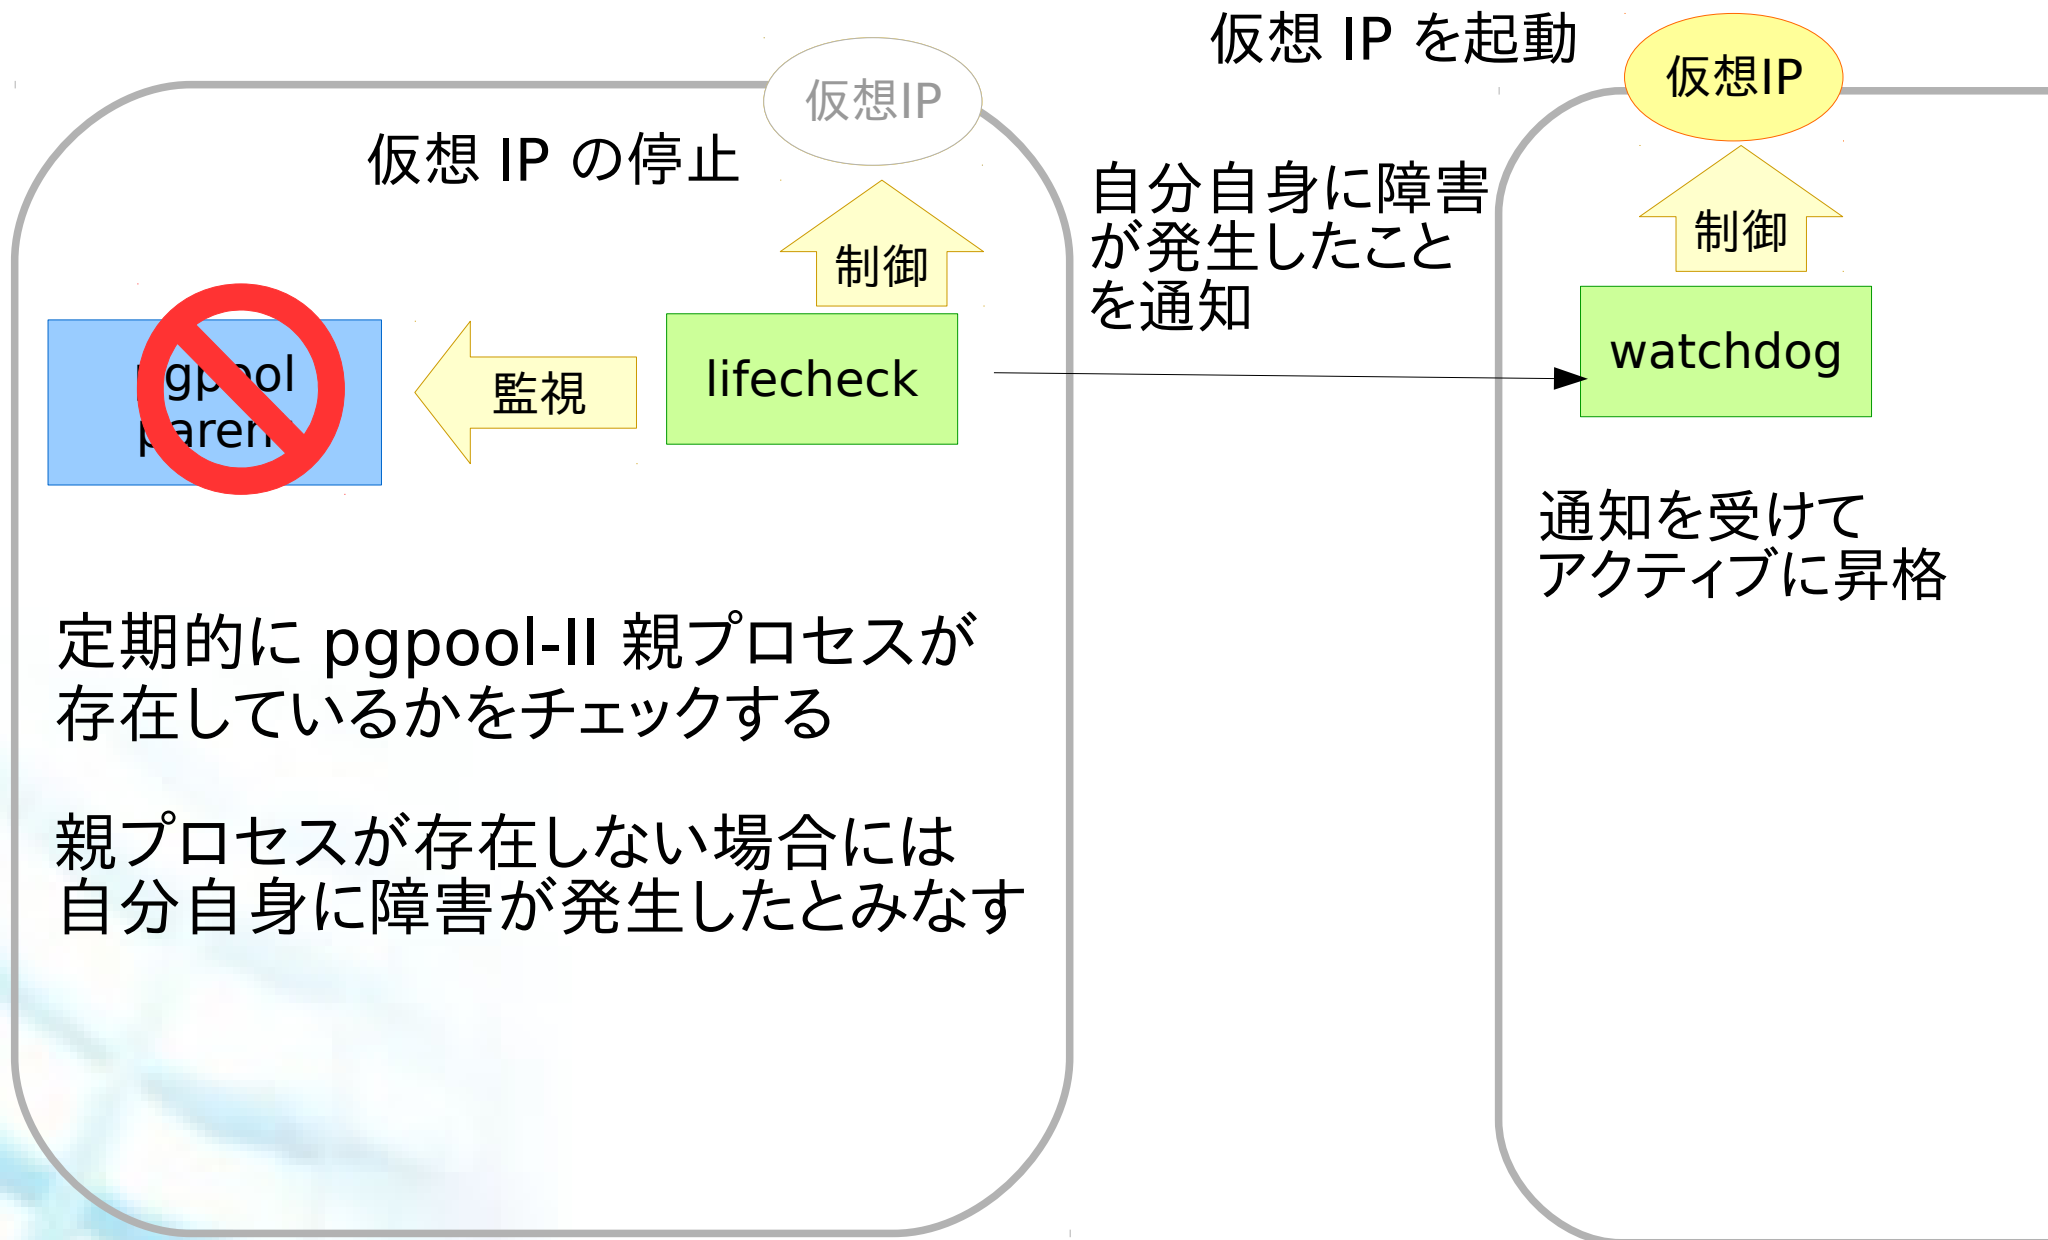 仮想 IP を起動
仮想IP
仮想IP
仮想 IP の停止
自分自身に障害
が発生したこと
を通知
制御
制御
pgpool
parent
監視
lifecheck
watchdog
通知を受けて
アクティブに昇格
定期的に pgpool-II 親プロセスが
存在しているかをチェックする
親プロセスが存在しない場合には
自分自身に障害が発生したとみなす